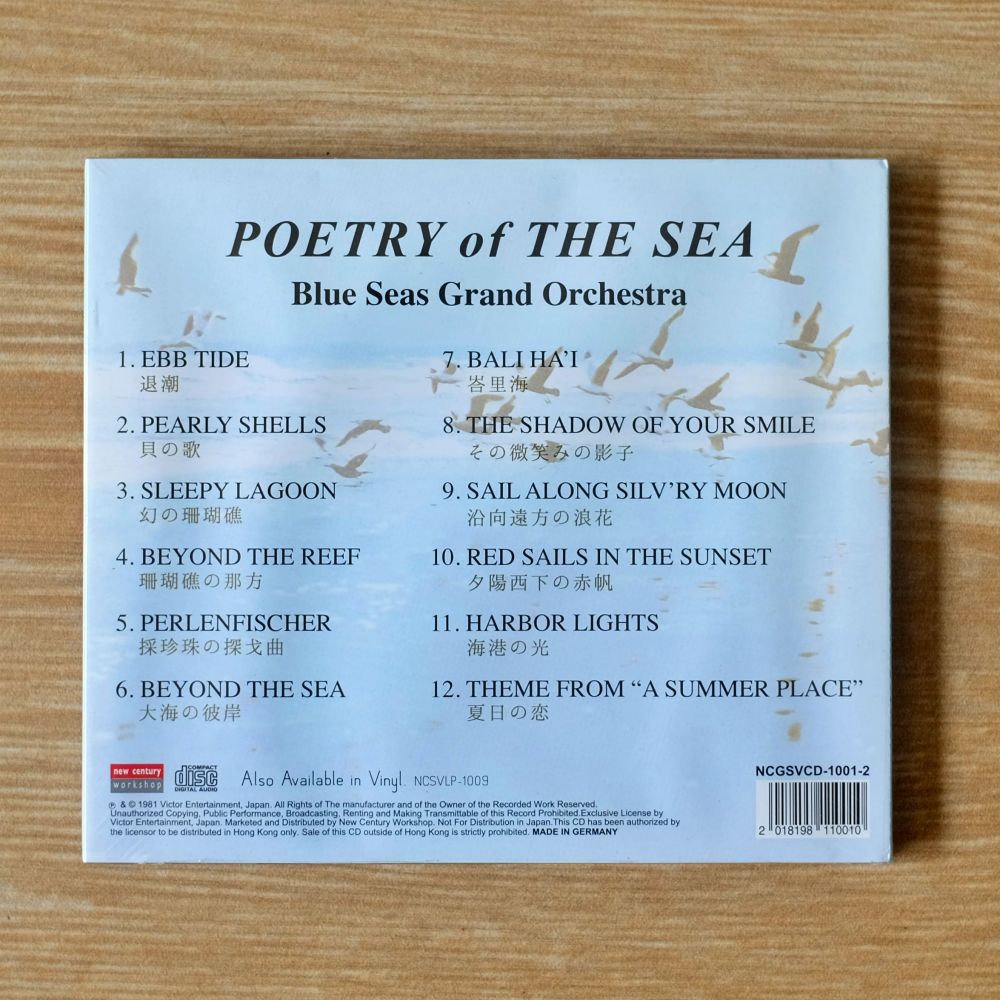 POETRY of THE SEA
Blue Seas Grand Orchestra
1. EBB TIDE
退潮
2. PEARLY SHELLS
貝の歌
3. SLEEPY LAGOON
幻の珊瑚礁
4. BEYOND THE REEF
珊瑚礁の那方
5. PERLENFISCHER
採珍珠の探戈曲
6. BEYOND THE SEA
大海の彼岸
7. BALI HA'I
峇里海
8. THE SHADOW OF YOUR SMILE
その微笑みの影子
9. SAIL ALONG SILV'RY MOON
沿向遠方の浪花
10. RED SAILS IN THE SUNSET
夕陽西下の赤帆
11. HARBOR LIGHTS
海港の光
12. THEME FROM “A SUMMER PLACE”
夏日の恋
new century
workshop
COMPACT
disc
DIGITAL AUDIO
Also Available in Vinyl. NCSVLP-1009
℗ & © 1981 Victor Entertainment, Japan. All Rights of The manufacturer and of the Owner of the Recorded Work Reserved.
Unauthorized Copying, Public Performance, Broadcasting, Renting and Making Transmittable of this Record Prohibited.Exclusive License by
Victor Entertainment, Japan. Marksted and Distributed by New Century Workshop. Not For Distribution in Japan.This CD has been authorized by
the licensor to be distributed in Hong Kong only. Sale of this CD outside of Hong Kong is strictly prohibited. MADE IN GERMANY
NCGSVCD-1001-2
2 018198 110010